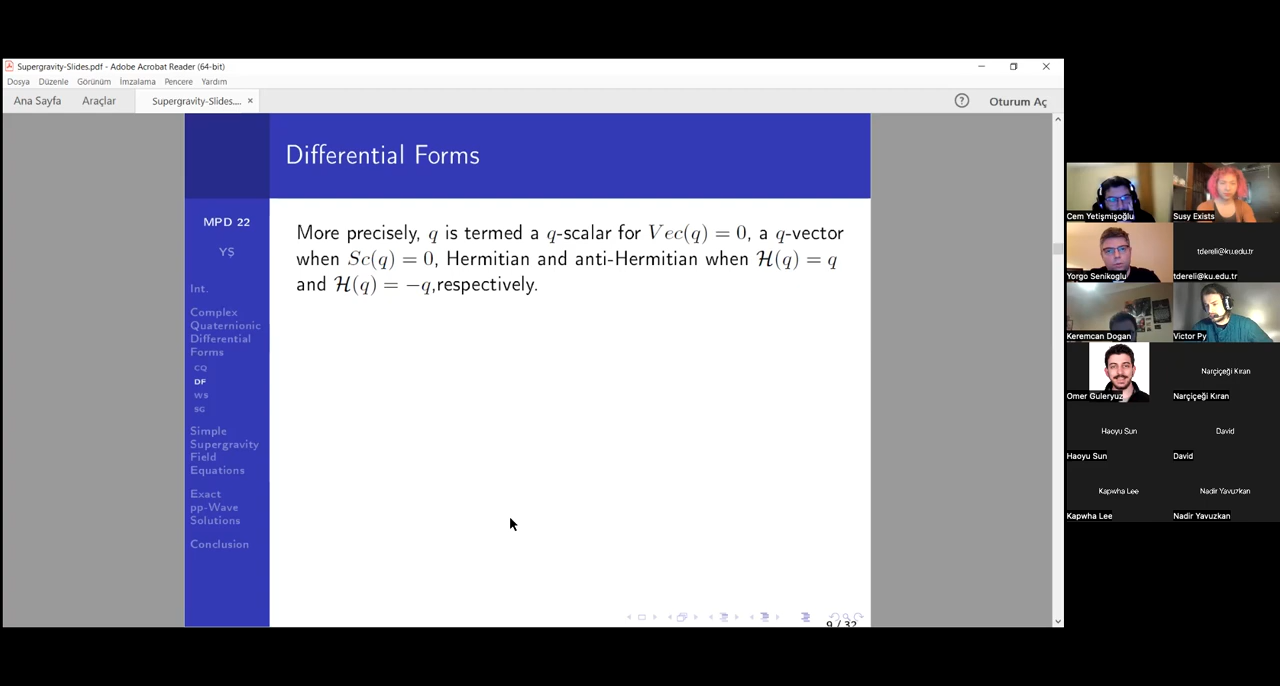 Supergravity-Slides.pdf - Adobe Acrobat Reader (64-bit)
Dosya Düzenle Görünüm İmzalama Pencere Yardım
Ana Sayfa Araçlar Supergravity-Slides.... × ? Oturum Aç
Differential Forms
MPD 22
YŞ
Int.
Complex
Quaternionic
Differential
Forms
CQ
DF
WS
SG
Simple
Supergravity
Field
Equations
Exact
pp-Wave
Solutions
Conclusion
More precisely, q is termed a q-scalar for Vec(q) = 0, a q-vector
when Sc(q) = 0, Hermitian and anti-Hermitian when ℋ(q) = q
and ℋ(q) = −q,respectively.
9 / 32
Cem Yetişmişoğlu Susy Exists
tdereli@ku.edu.tr
Yorgo Senikoglu tdereli@ku.edu.tr
Keremcan Dogan Victor Py
Narçiçeği Kıran
Omer Guleryuz Narçiçeği Kıran
Haoyu Sun David
Haoyu Sun David
Kapwha Lee Nadir Yavuzkan
Kapwha Lee Nadir Yavuzkan